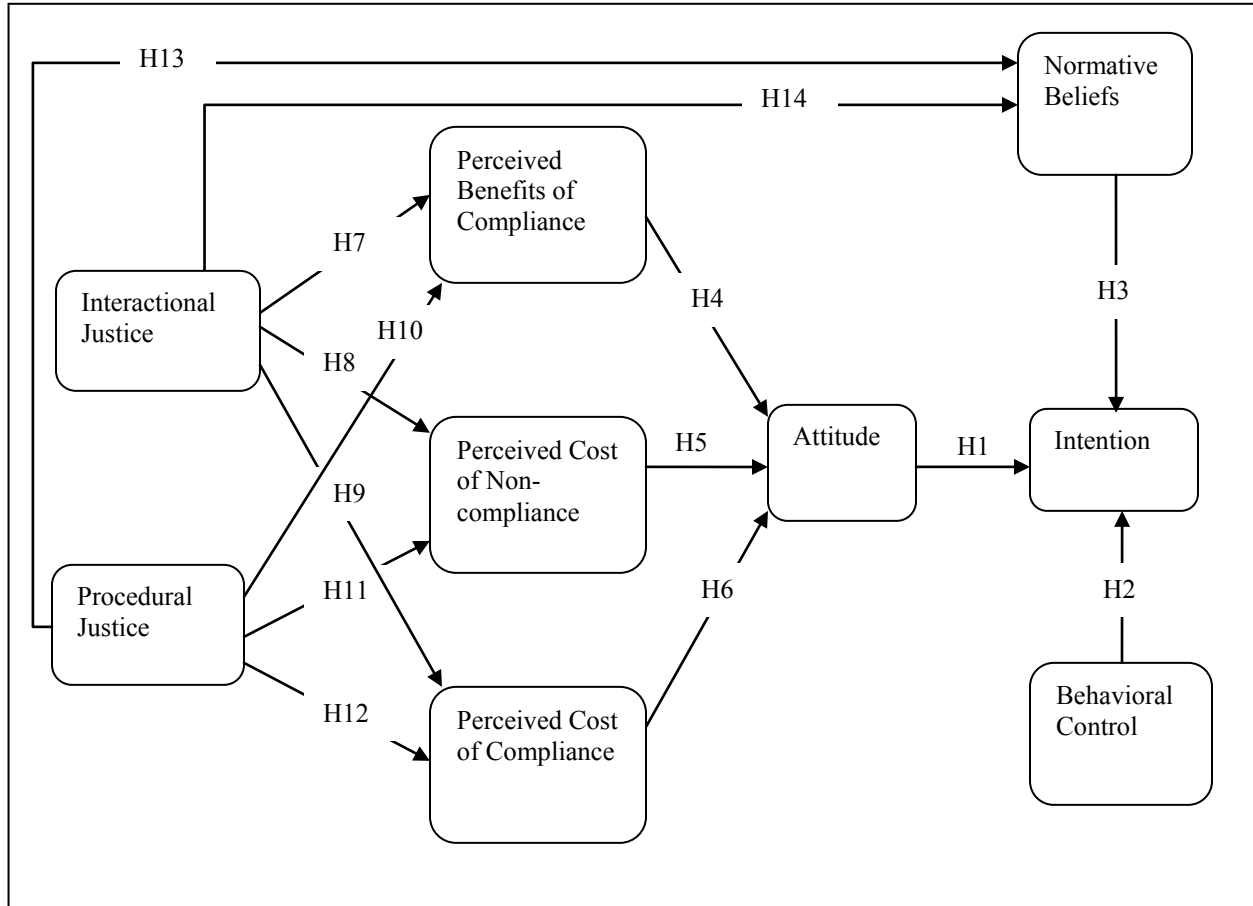 H13
Normative
Beliefs
H14
Perceived
Benefits of
Compliance
H7
Interactional
Justice
H4
H3
H10
H8
Attitude
Intention
Perceived Cost
of Non-
compliance
H5
H1
H9
Procedural
Justice
H11
H6
H2
H12
Perceived Cost
of Compliance
Behavioral
Control